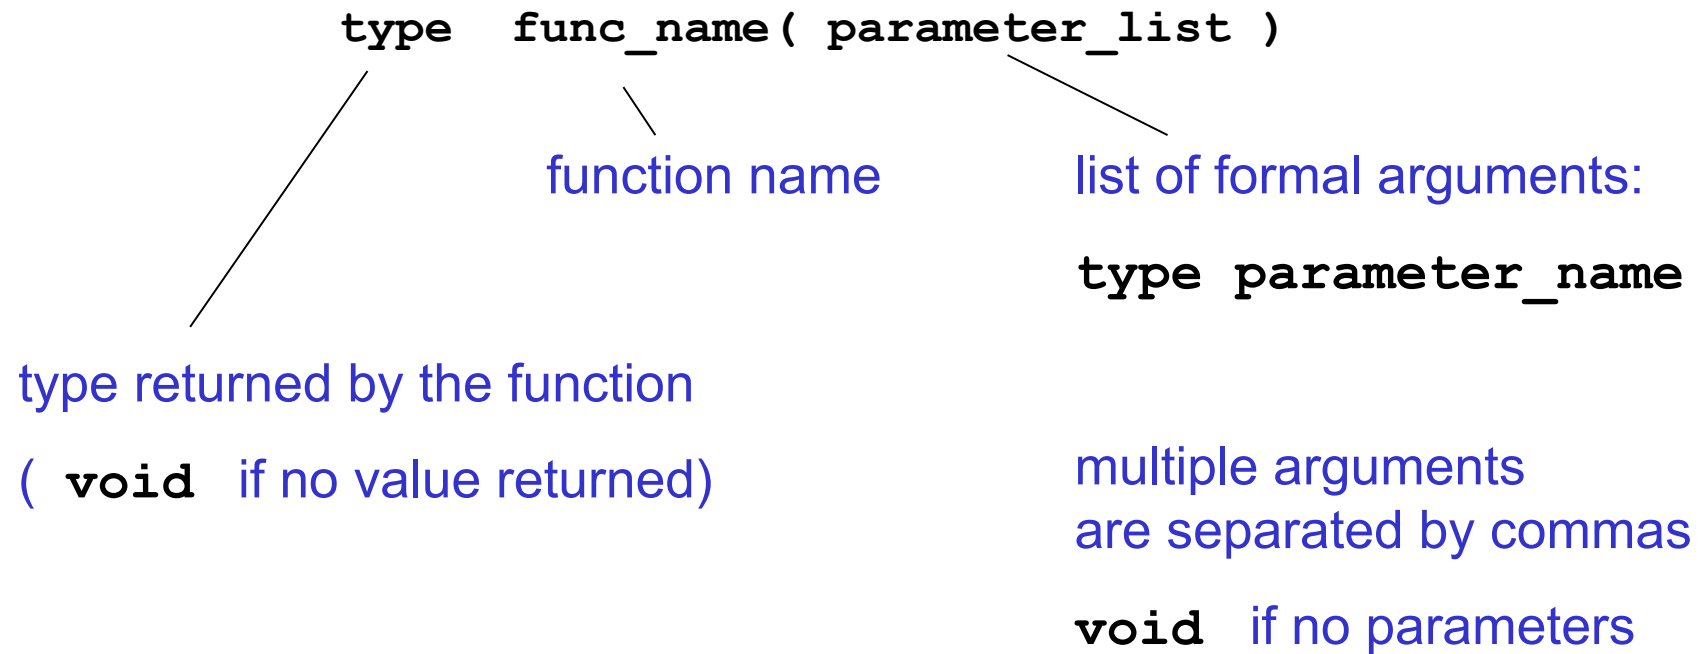 type func_name( parameter_list )
function name
list of formal arguments:
type parameter_name
type returned by the function
( void if no value returned)
multiple arguments
are separated by commas
void if no parameters